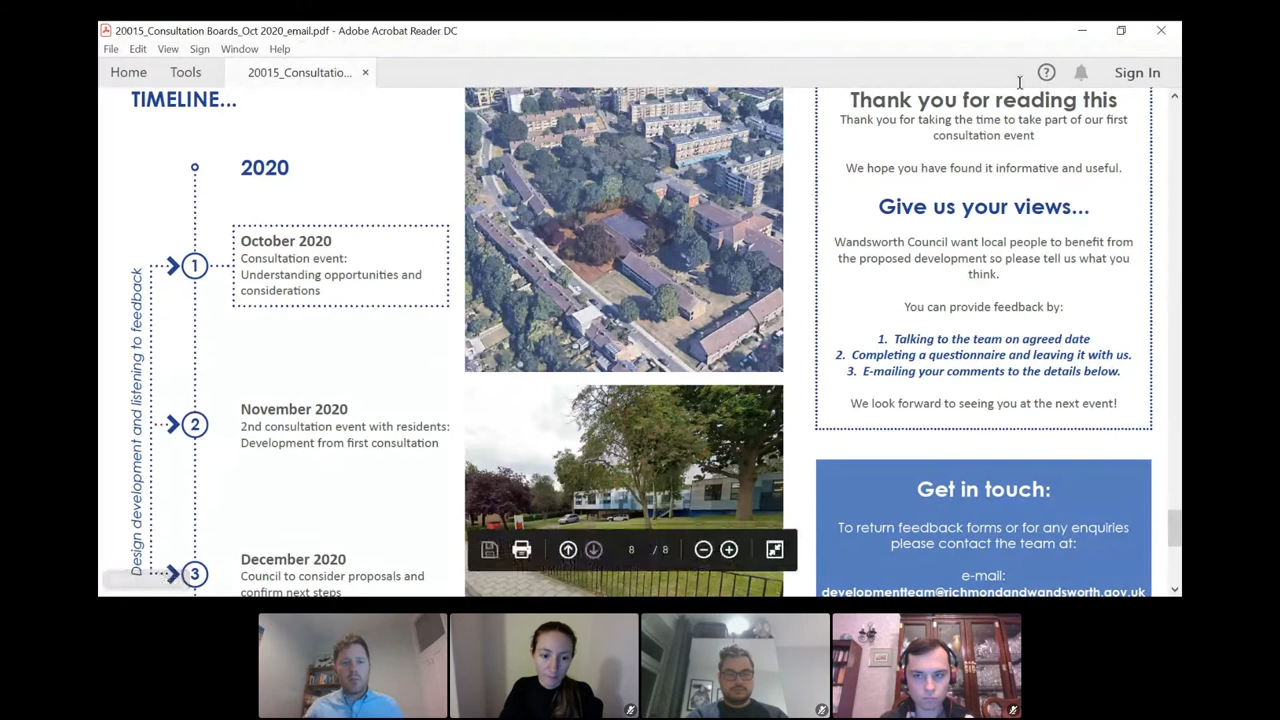 20015_Consultation Boards_Oct 2020_email.pdf - Adobe Acrobat Reader DC
File Edit View Sign Window Help
Home Tools 20015_Consultatio... × Sign In
TIMELINE...
2020
October 2020
Consultation event:
Understanding opportunities and
considerations
1
November 2020
2nd consultation event with residents:
Development from first consultation
2
December 2020
Council to consider proposals and
confirm next steps
3
Design development and listening to feedback
Thank you for reading this
Thank you for taking the time to take part of our first
consultation event
We hope you have found it informative and useful.
Give us your views...
Wandsworth Council want local people to benefit from
the proposed development so please tell us what you
think.
You can provide feedback by:
1. Talking to the team on agreed date
2. Completing a questionnaire and leaving it with us.
3. E-mailing your comments to the details below.
We look forward to seeing you at the next event!
Get in touch:
To return feedback forms or for any enquiries
please contact the team at:
e-mail:
developmentteam@richmondandwandsworth.gov.uk
8 / 8